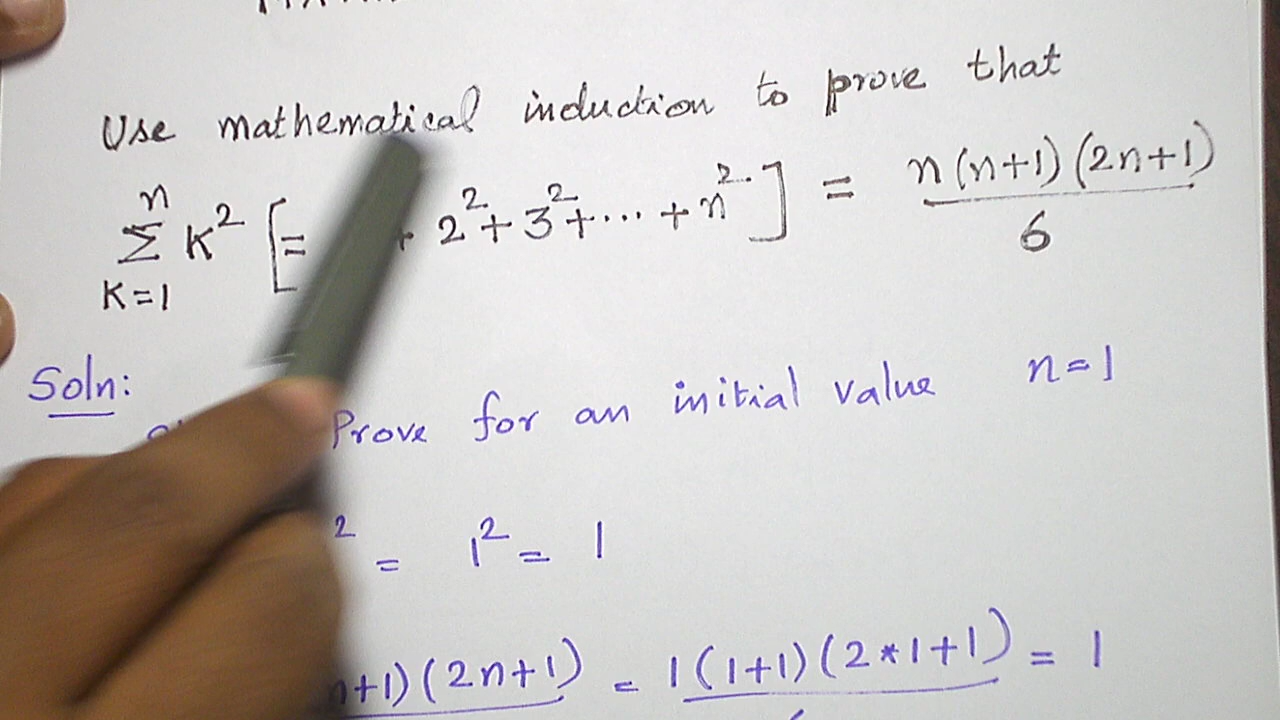 Use mathematical induction to prove that
n
Σ K² [= + 2² + 3² + ... + n²] = n(n+1)(2n+1)
K=1 6
Soln:
Prove for an initial value n=1
² = 1² = 1
n+1)(2n+1) = 1(1+1)(2*1+1) = 1